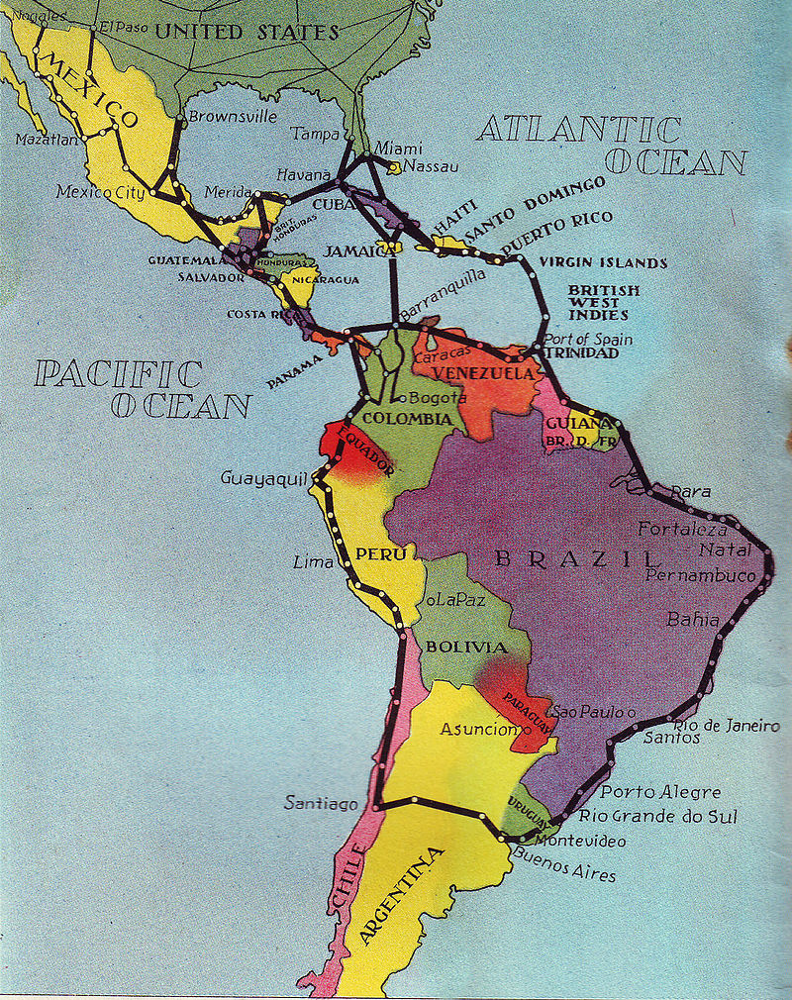 Nogales
El Paso
UNITED STATES
MEXICO
Brownsville
Mazatlan
Tampa
Miami
Nassau
ATLANTIC
OCEAN
Mexico City
Merida
Havana
CUBA
HAITI
SANTO DOMINGO
PUERTO RICO
BRIT.
HONDURAS
JAMAICA
VIRGIN ISLANDS
GUATEMALA
HONDURAS
SALVADOR
NICARAGUA
BRITISH
WEST
INDIES
COSTA RICA
Barranquilla
Port of Spain
TRINIDAD
PACIFIC
OCEAN
PANAMA
Caracas
VENEZUELA
Bogota
COLOMBIA
GUIANA
BR. D. FR
EQUADOR
Guayaquil
Para
Fortaleza
Natal
Lima
PERU
BRAZIL
Pernambuco
LaPaz
Bahia
BOLIVIA
PARAGUAY
Sao Paulo
Asuncion
Rio de Janeiro
Santos
Santiago
Porto Alegre
URUGUAY
Rio Grande do Sul
Montevideo
Buenos Aires
CHILE
ARGENTINA